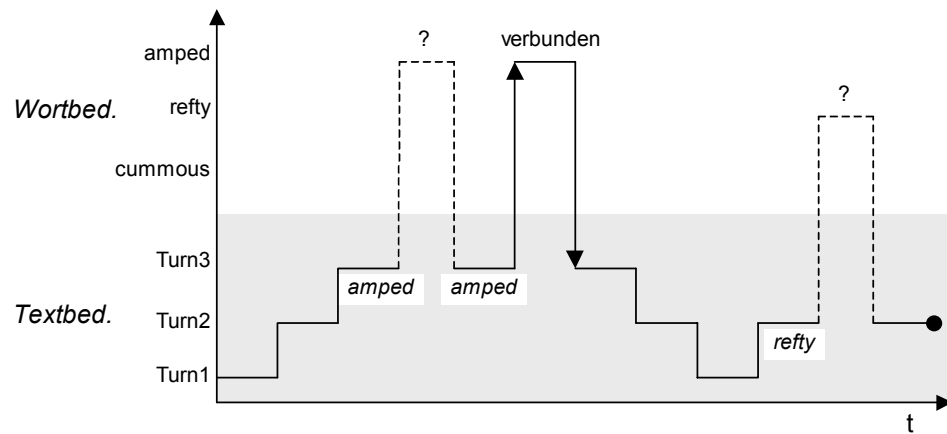 ?
verbunden
amped
Wortbed.
refty
?
cummous
Turn3
amped
amped
Textbed.
Turn2
refty
Turn1
t